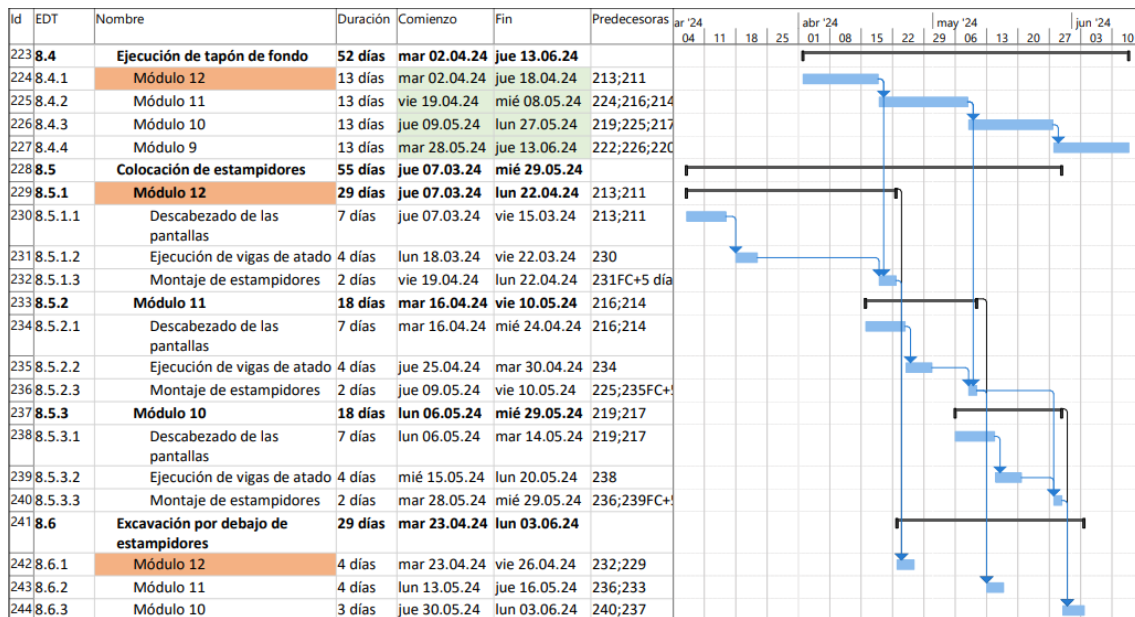 Id EDT Nombre Duración Comienzo Fin Predecesoras ar '24 abr '24 may '24 jun '24
04 11 18 25 01 08 15 22 29 06 13 20 27 03 10
223 8.4 Ejecución de tapón de fondo 52 días mar 02.04.24 jue 13.06.24
224 8.4.1 Módulo 12 13 días mar 02.04.24 jue 18.04.24 213;211
225 8.4.2 Módulo 11 13 días vie 19.04.24 mié 08.05.24 224;216;214
226 8.4.3 Módulo 10 13 días jue 09.05.24 lun 27.05.24 219;225;217
227 8.4.4 Módulo 9 13 días mar 28.05.24 jue 13.06.24 222;226;220
228 8.5 Colocación de estampidores 55 días jue 07.03.24 mié 29.05.24
229 8.5.1 Módulo 12 29 días jue 07.03.24 lun 22.04.24 213;211
230 8.5.1.1 Descabezado de las 7 días jue 07.03.24 vie 15.03.24 213;211
pantallas
231 8.5.1.2 Ejecución de vigas de atado 4 días lun 18.03.24 vie 22.03.24 230
232 8.5.1.3 Montaje de estampidores 2 días vie 19.04.24 lun 22.04.24 231FC+5 día
233 8.5.2 Módulo 11 18 días mar 16.04.24 vie 10.05.24 216;214
234 8.5.2.1 Descabezado de las 7 días mar 16.04.24 mié 24.04.24 216;214
pantallas
235 8.5.2.2 Ejecución de vigas de atado 4 días jue 25.04.24 mar 30.04.24 234
236 8.5.2.3 Montaje de estampidores 2 días jue 09.05.24 vie 10.05.24 225;235FC+5
237 8.5.3 Módulo 10 18 días lun 06.05.24 mié 29.05.24 219;217
238 8.5.3.1 Descabezado de las 7 días lun 06.05.24 mar 14.05.24 219;217
pantallas
239 8.5.3.2 Ejecución de vigas de atado 4 días mié 15.05.24 lun 20.05.24 238
240 8.5.3.3 Montaje de estampidores 2 días mar 28.05.24 mié 29.05.24 236;239FC+5
241 8.6 Excavación por debajo de 29 días mar 23.04.24 lun 03.06.24
estampidores
242 8.6.1 Módulo 12 4 días mar 23.04.24 vie 26.04.24 232;229
243 8.6.2 Módulo 11 4 días lun 13.05.24 jue 16.05.24 236;233
244 8.6.3 Módulo 10 3 días jue 30.05.24 lun 03.06.24 240;237